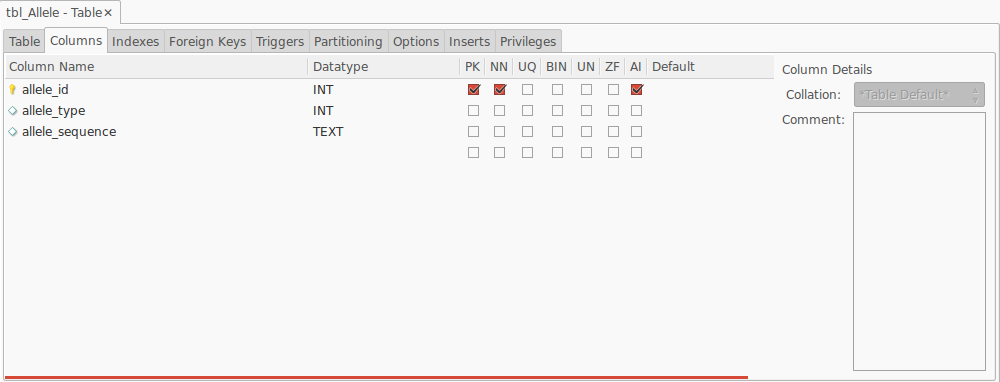 tbl_Allele - Table×
Table Columns Indexes Foreign Keys Triggers Partitioning Options Inserts Privileges
Column Name Datatype PK NN UQ BIN UN ZF AI Default
allele_id INT
allele_type INT
allele_sequence TEXT
Column Details
Collation: *Table Default*
Comment: